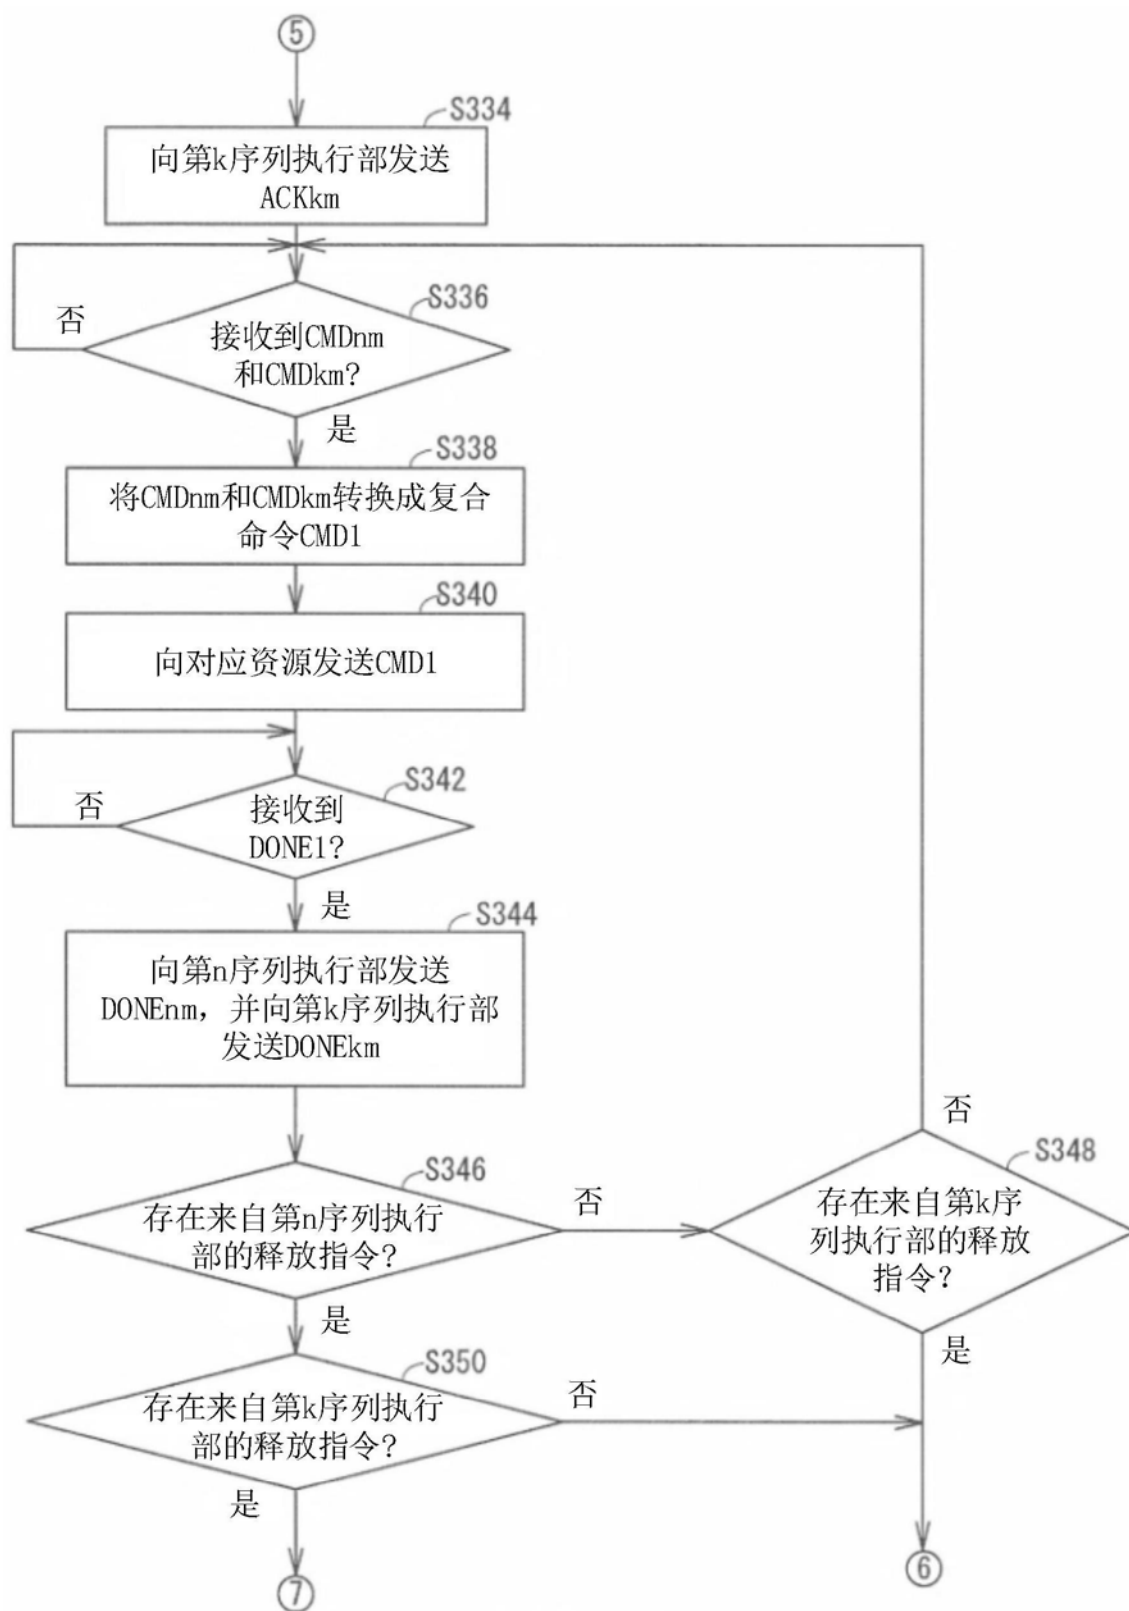 ⑤
S334
向第k序列执行部发送
ACKkm
S336
否
接收到CMDnm
和CMDkm?
是
S338
将CMDnm和CMDkm转换成复合
命令CMD1
S340
向对应资源发送CMD1
S342
否
接收到
DONE1?
是
S344
向第n序列执行部发送
DONEnm，并向第k序列执行部
发送DONEkm
否
S346
S348
存在来自第n序列执行
部的释放指令?
否
存在来自第k序
列执行部的释放
指令?
是
是
S350
存在来自第k序列执行
部的释放指令?
否
是
⑥
⑦